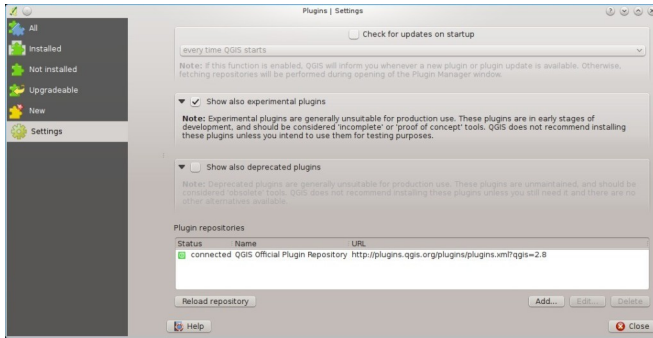 Plugins | Settings
All
Installed
Not installed
Upgradeable
New
Settings
Check for updates on startup
every time QGIS starts
Note: If this function is enabled, QGIS will inform you whenever a new plugin or plugin update is available. Otherwise,
fetching repositories will be performed during opening of the Plugin Manager window.
Show also experimental plugins
Note: Experimental plugins are generally unsuitable for production use. These plugins are in early stages of
development, and should be considered 'incomplete' or 'proof of concept' tools. QGIS does not recommend installing
these plugins unless you intend to use them for testing purposes.
Show also deprecated plugins
Note: Deprecated plugins are generally unsuitable for production use. These plugins are unmaintained, and should be
considered 'obsolete' tools. QGIS does not recommend installing these plugins unless you still need it and there are no
other alternatives available.
Plugin repositories
Status Name URL
connected QGIS Official Plugin Repository http://plugins.qgis.org/plugins/plugins.xml?qgis=2.8
Reload repository Add... Edit... Delete
Help Close